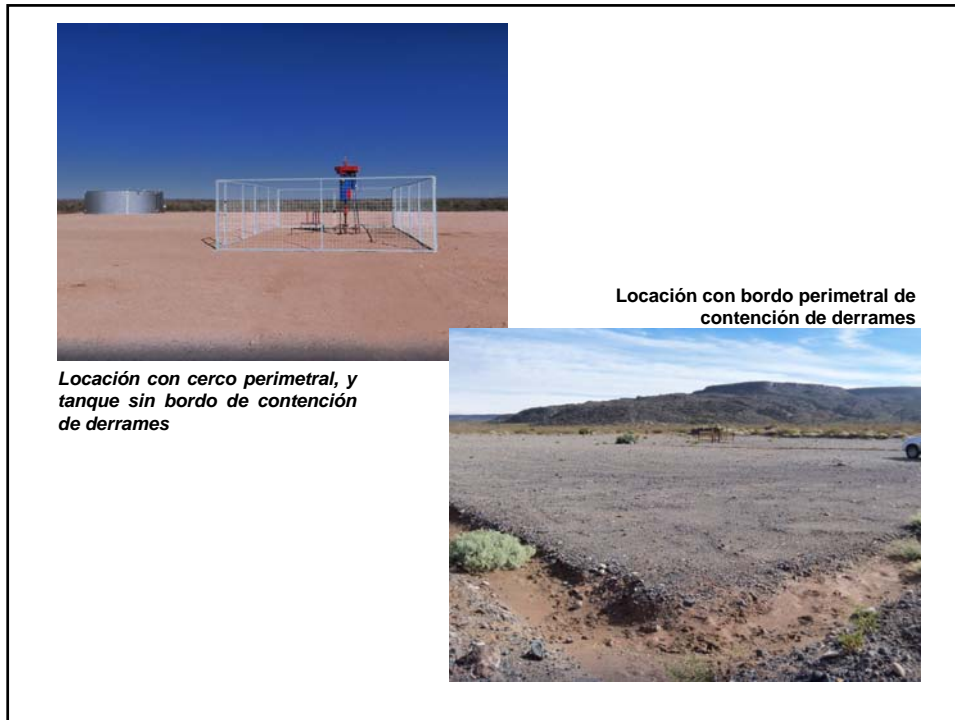 Locación con bordo perimetral de
contención de derrames
Locación con cerco perimetral, y
tanque sin bordo de contención
de derrames